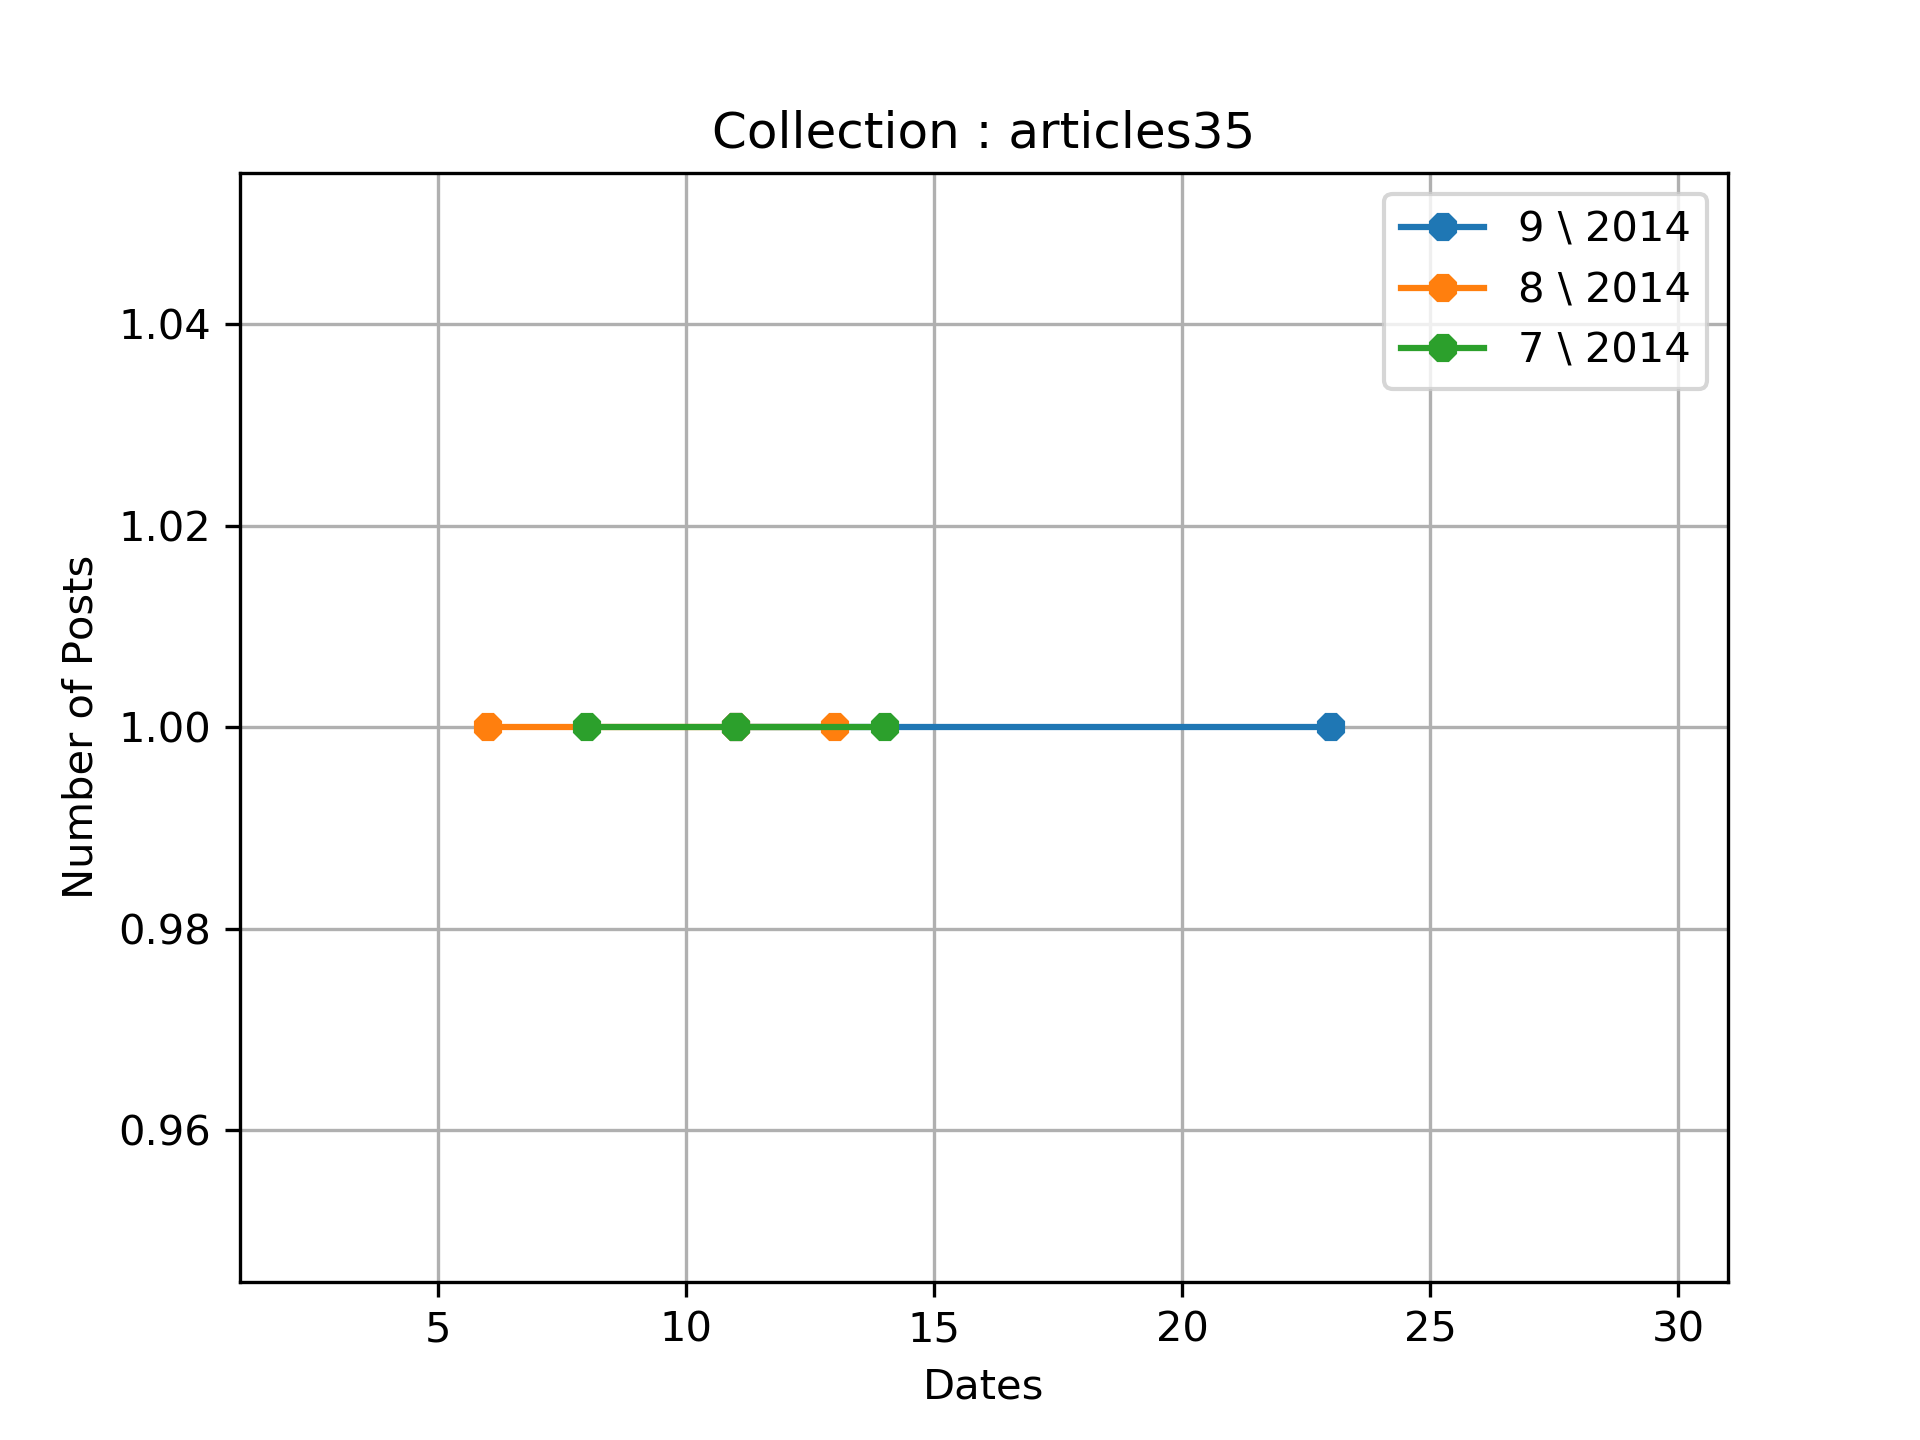 Collection : articles35
9 \ 2014
8 \ 2014
7 \ 2014
1.04
1.02
1.00
0.98
0.96
Number of Posts
5 10 15 20 25 30
Dates